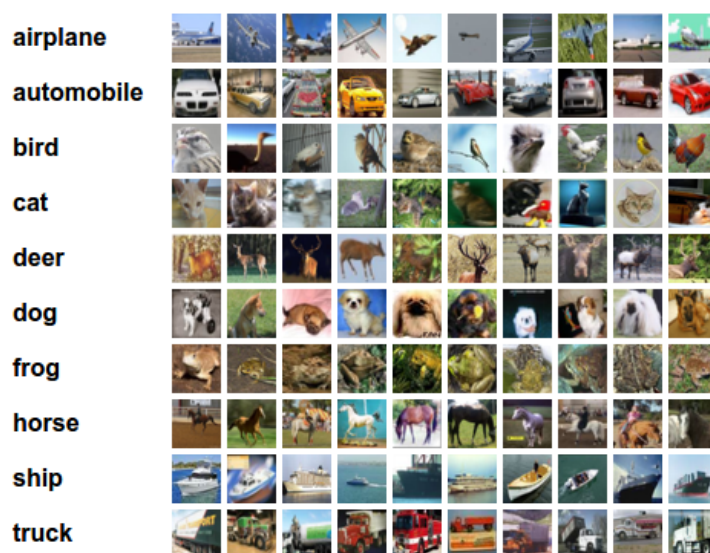 airplane
automobile
bird
cat
deer
dog
frog
horse
ship
truck